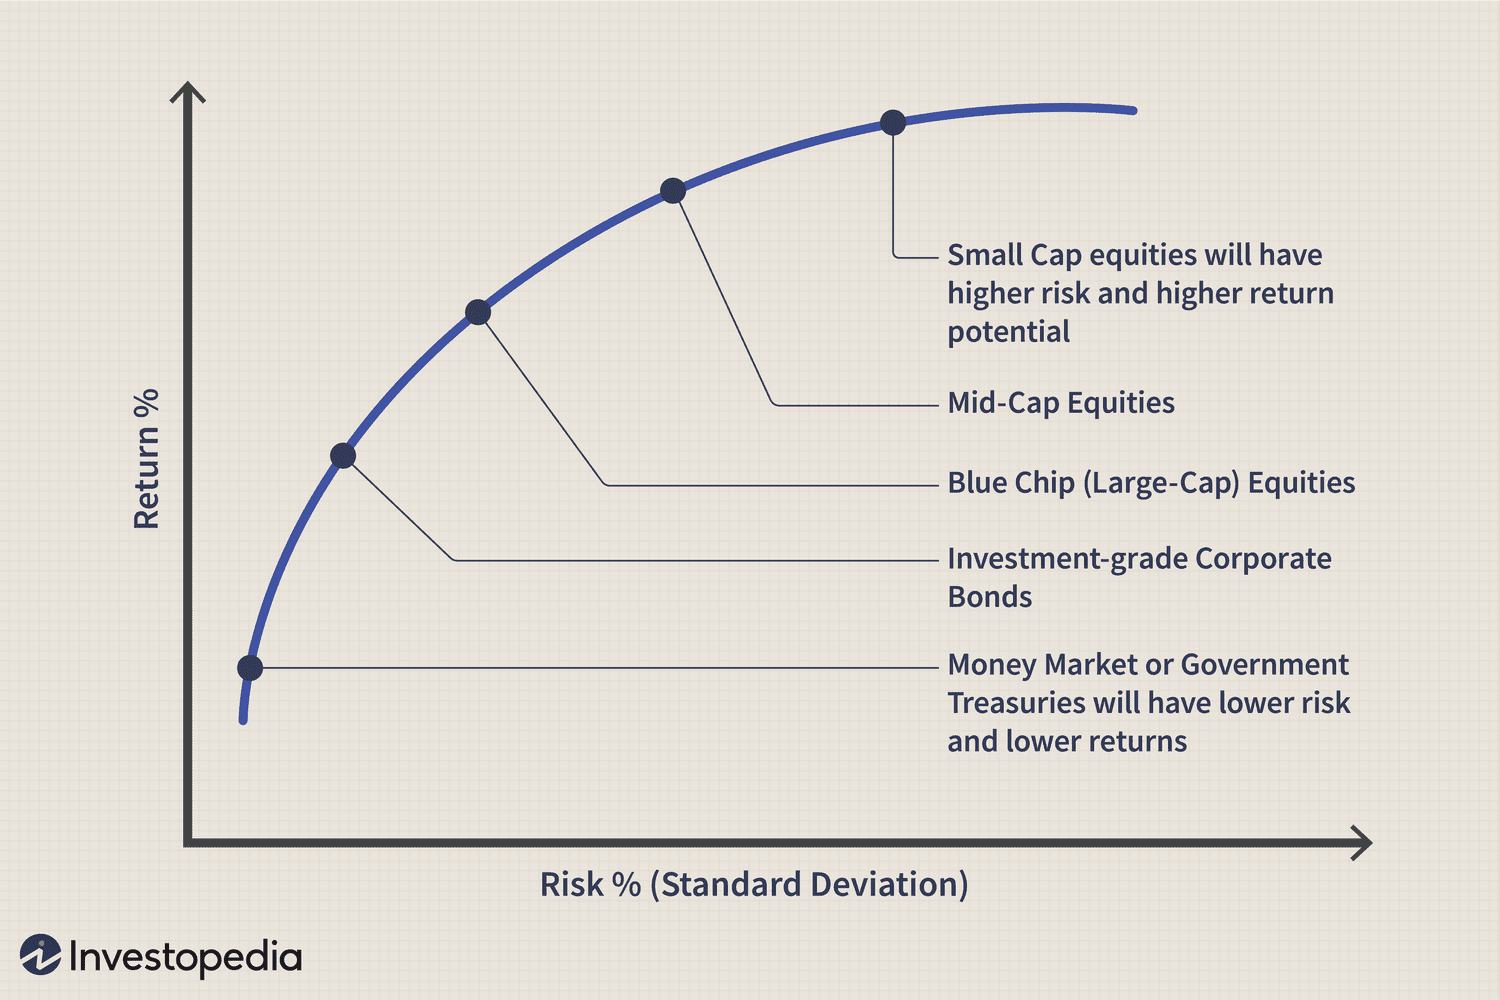 Small Cap equities will have
higher risk and higher return
potential
Mid-Cap Equities
Blue Chip (Large-Cap) Equities
Investment-grade Corporate
Bonds
Money Market or Government
Treasuries will have lower risk
and lower returns
Return %
Risk % (Standard Deviation)
Investopedia